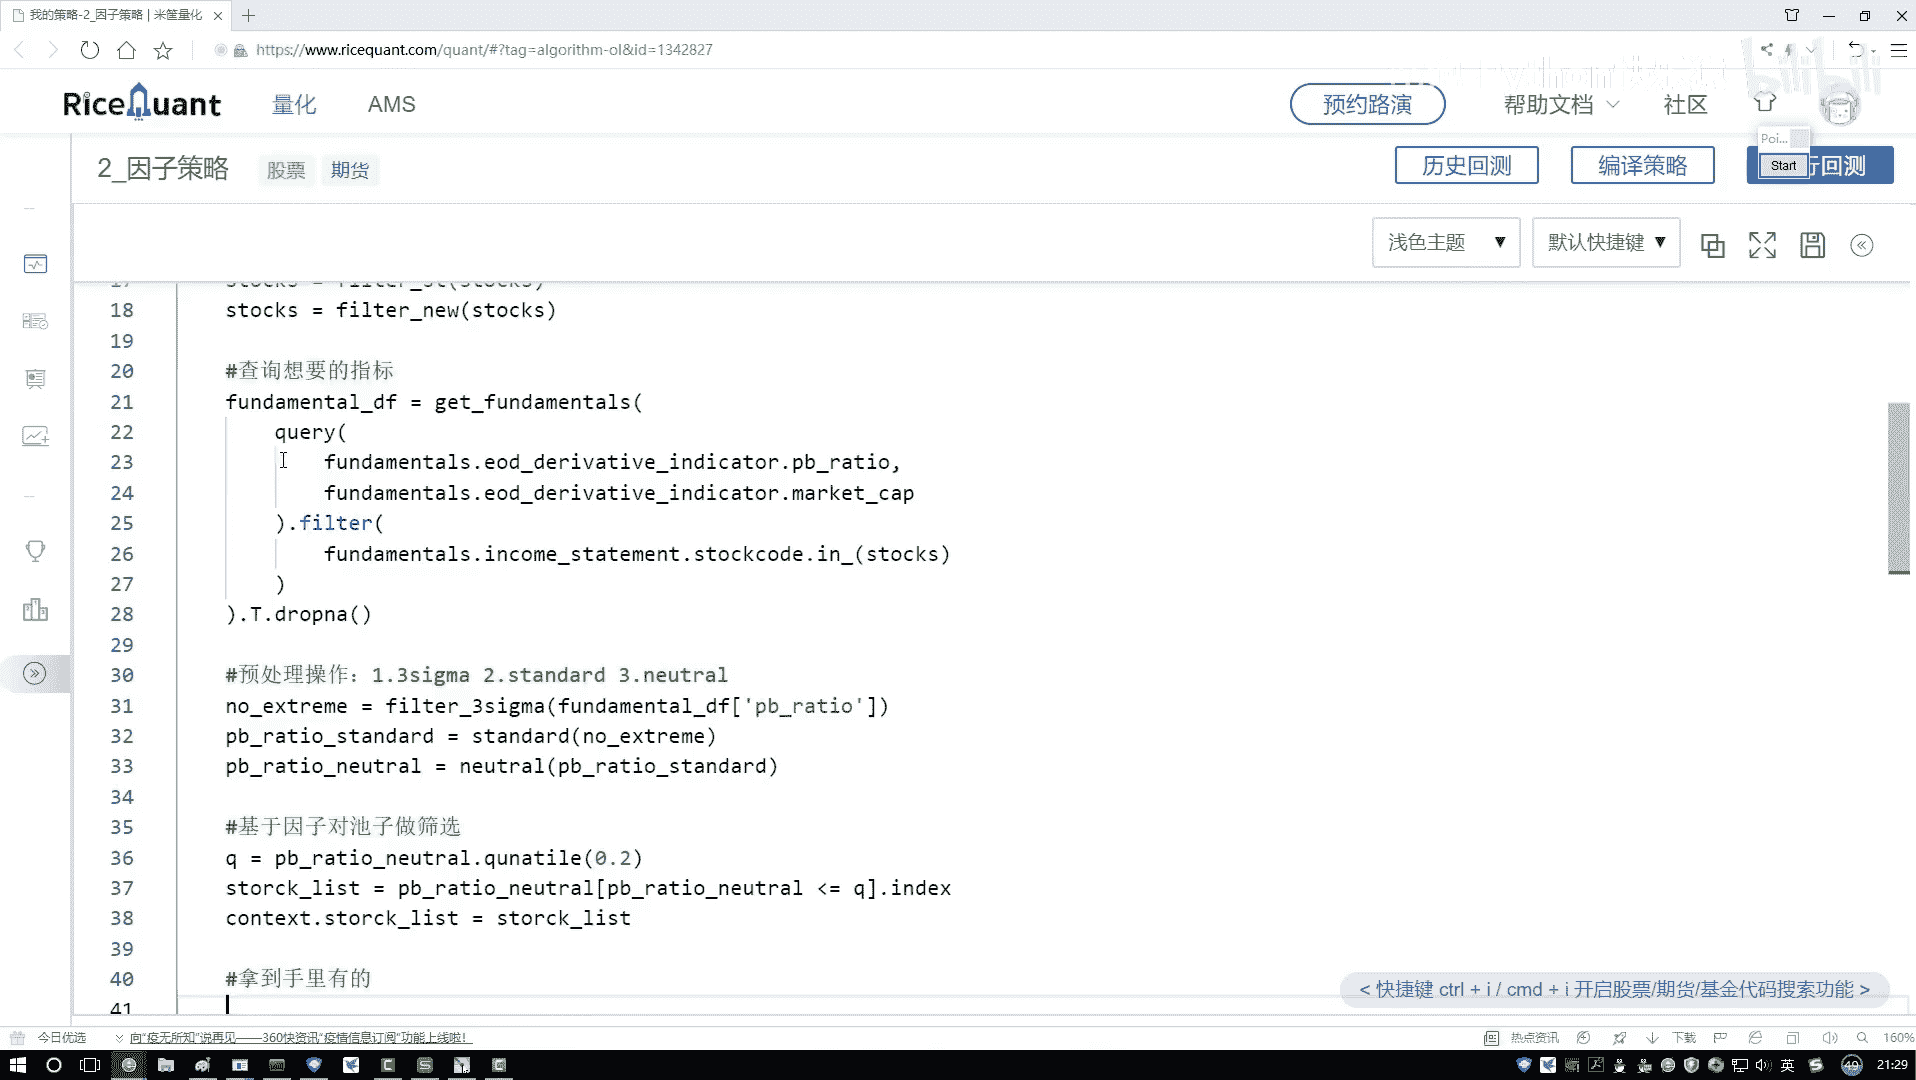 我的策略-2_因子策略 | 米筐量化
https://www.ricequant.com/quant/#?tag=algorithm-ol&id=1342827
RiceQuant 量化 AMS 预约路演 帮助文档 社区
Poi...
2_因子策略 股票 期货 历史回测 编译策略 Start 行回测
浅色主题 ▼ 默认快捷键 ▼
17 stocks = filter_st(stocks)
18 stocks = filter_new(stocks)
19
20 #查询想要的指标
21 fundamental_df = get_fundamentals(
22 query(
23 fundamentals.eod_derivative_indicator.pb_ratio,
24 fundamentals.eod_derivative_indicator.market_cap
25 ).filter(
26 fundamentals.income_statement.stockcode.in_(stocks)
27 )
28 ).T.dropna()
29
30 #预处理操作：1.3sigma 2.standard 3.neutral
31 no_extreme = filter_3sigma(fundamental_df['pb_ratio'])
32 pb_ratio_standard = standard(no_extreme)
33 pb_ratio_neutral = neutral(pb_ratio_standard)
34
35 #基于因子对池子做筛选
36 q = pb_ratio_neutral.qunatile(0.2)
37 storck_list = pb_ratio_neutral[pb_ratio_neutral <= q].index
38 context.storck_list = storck_list
39
40 #拿到手里有的
41
< 快捷键 ctrl + i / cmd + i 开启股票/期货/基金代码搜索功能 >
今日优选 向“疫无所知”说再见——360快资讯“疫情信息订阅”功能上线啦！ 热点资讯 下载 160%
英 49 21:29